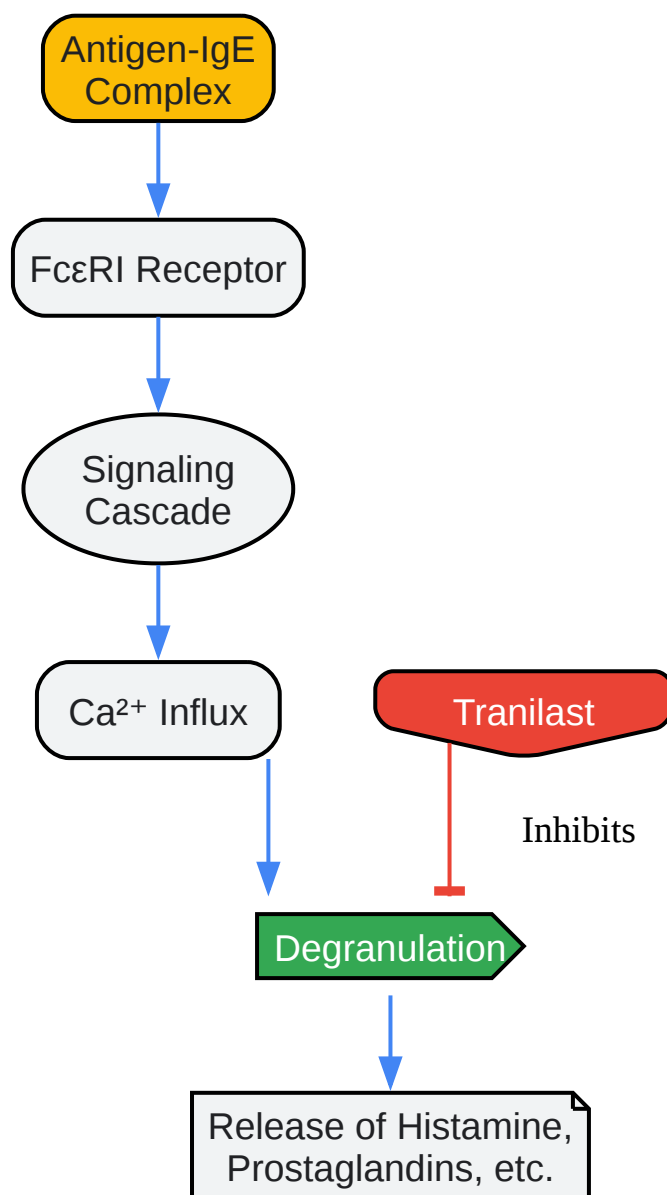 Antigen-IgE
Complex
FcεRI Receptor
Signaling
Cascade
Ca²⁺ Influx
Tranilast
Inhibits
Degranulation
Release of Histamine,
Prostaglandins, etc.